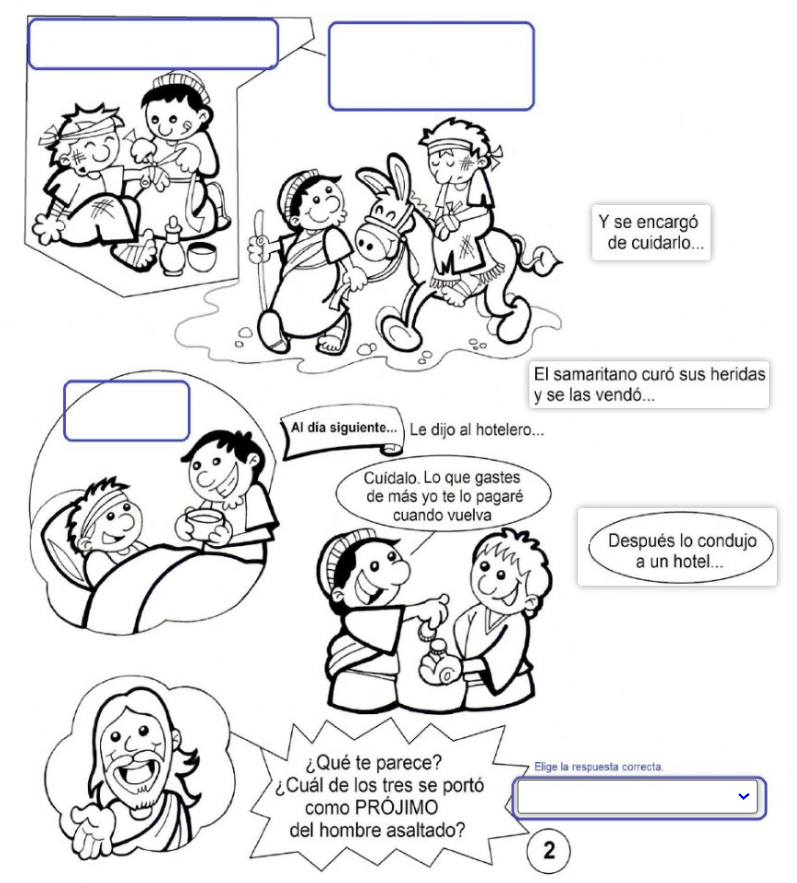 Y se encargó
de cuidarlo...
El samaritano curó sus heridas
y se las vendó...
Al día siguiente...
Le dijo al hotelero...
Cuídalo. Lo que gastes
de más yo te lo pagaré
cuando vuelva
Después lo condujo
a un hotel...
¿Qué te parece?
¿Cuál de los tres se portó
como PRÓJIMO
del hombre asaltado?
Elige la respuesta correcta.
2